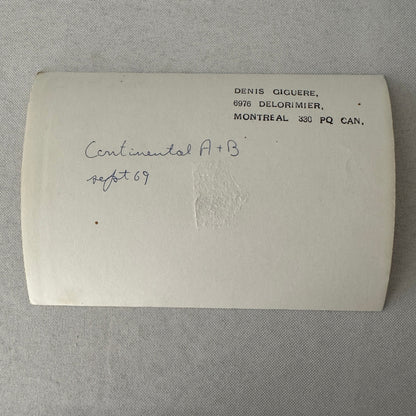 DENIS GIGUERE,
6976 DELORIMIER,
MONTREAL 330 PQ CAN.
Continental A+B
sept 69